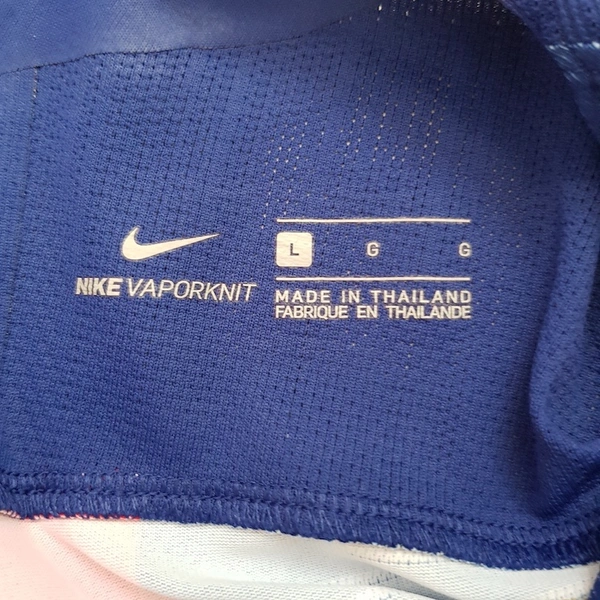 L G G
NIKE VAPORKNIT
MADE IN THAILAND
FABRIQUE EN THAILANDE